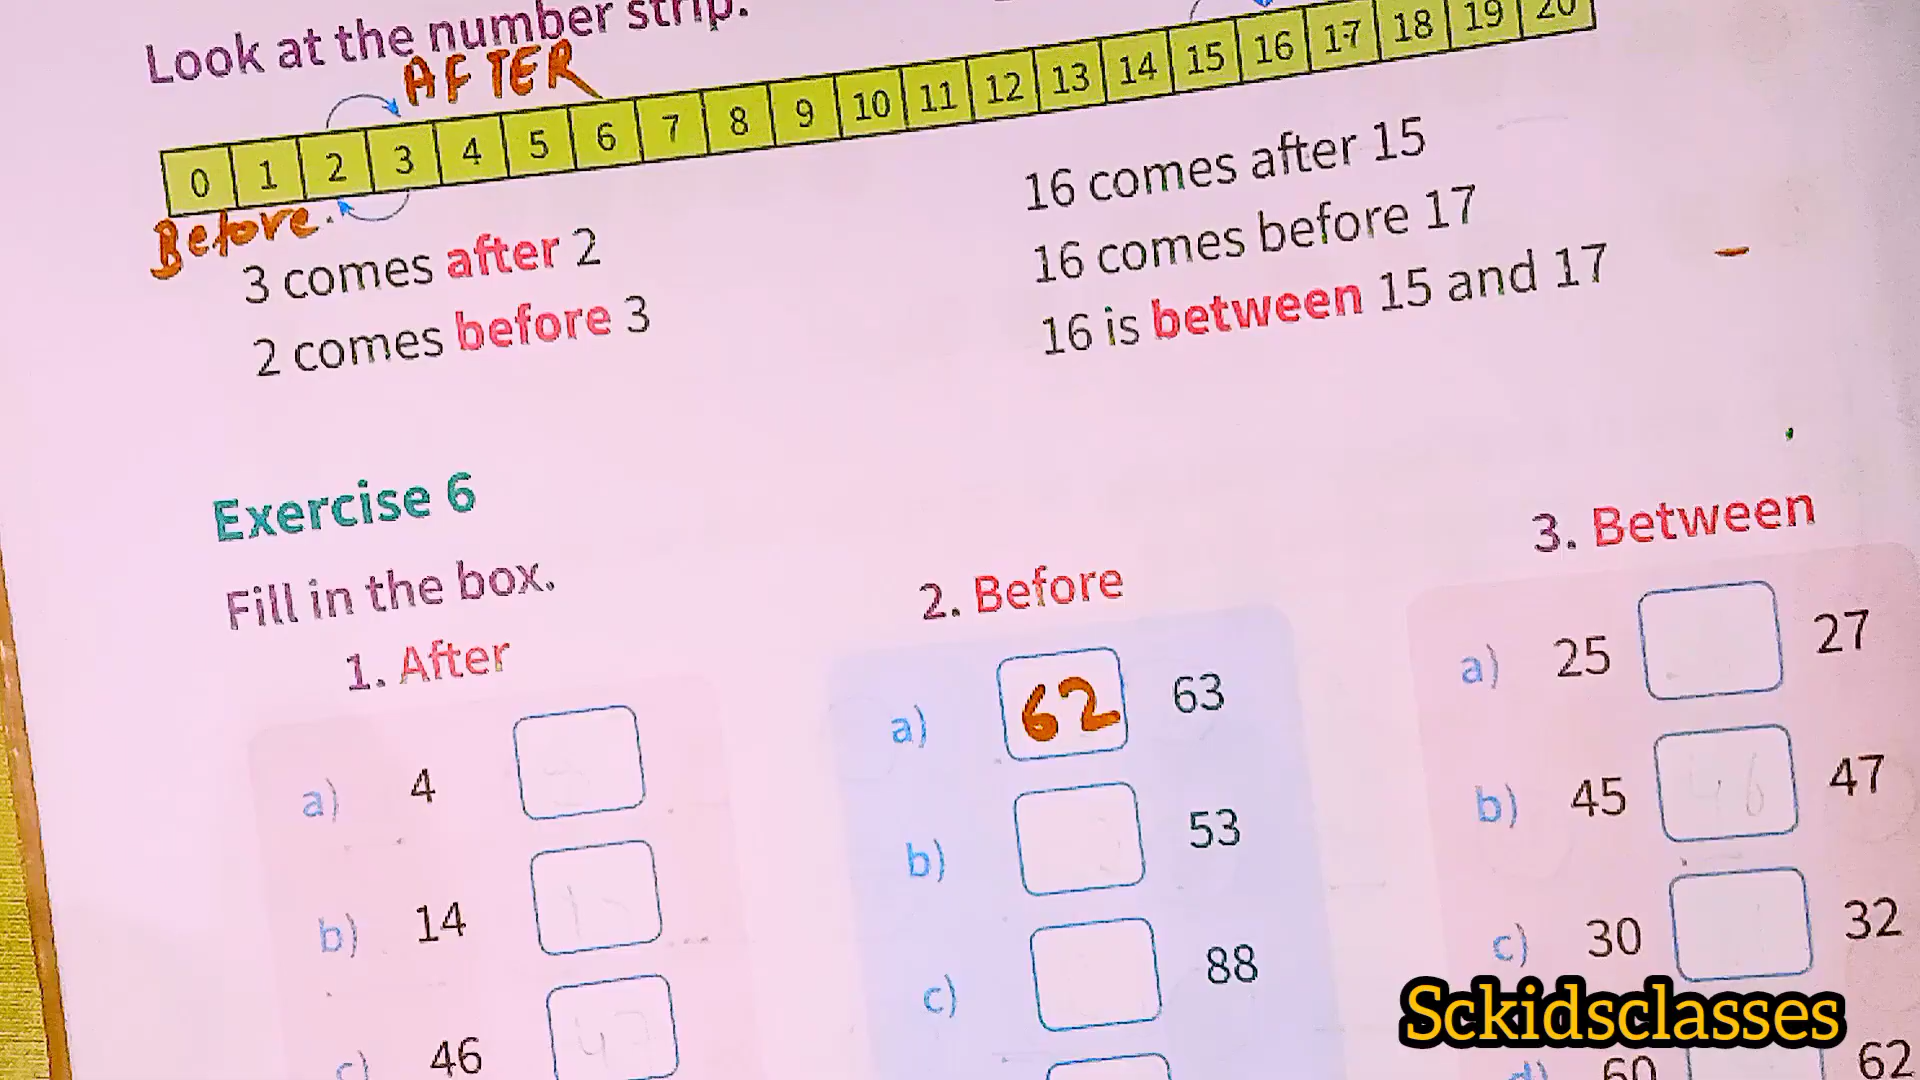 Look at the number strip.
AFTER
0 1 2 3 4 5 6 7 8 9 10 11 12 13 14 15 16 17 18 19 20
Before.
3 comes after 2
2 comes before 3
16 comes after 15
16 comes before 17
16 is between 15 and 17
Exercise 6
Fill in the box.
1. After
a) 4
b) 14
c) 46
2. Before
a) 62 63
b) 53
c) 88
3. Between
a) 25 27
b) 45 46 47
c) 30 32
d) 60 62
Sckidsclasses